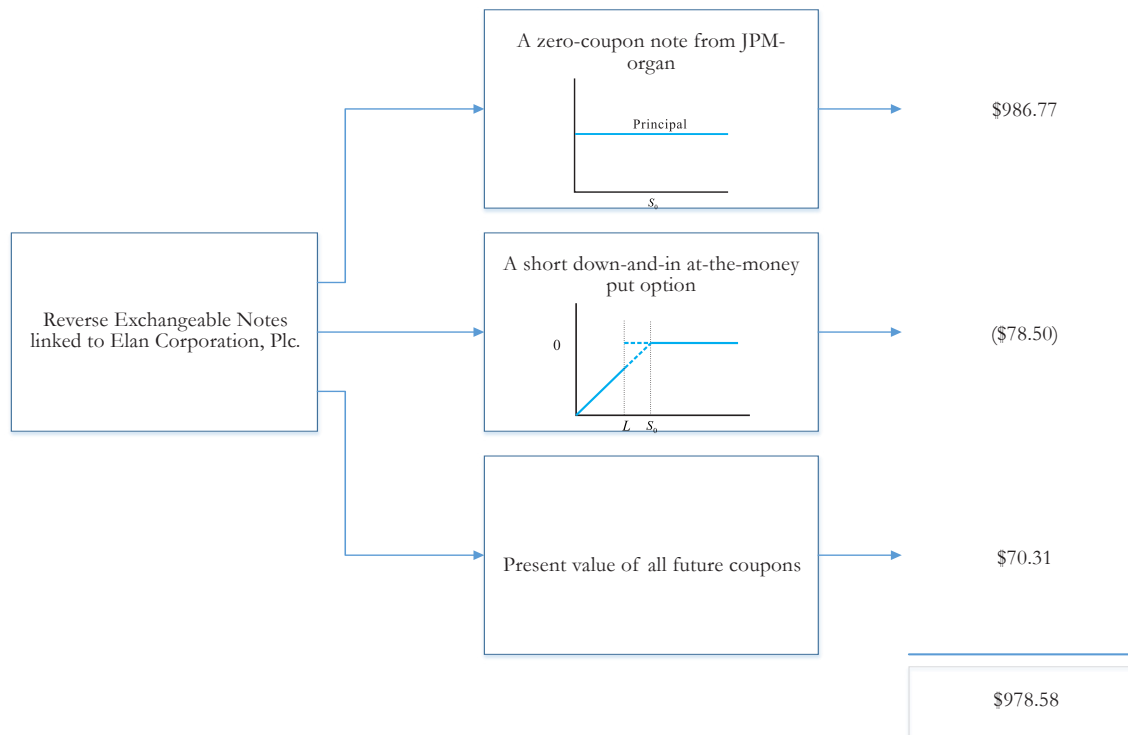 A zero-coupon note from JPM-
organ
Principal
S₀
$986.77
Reverse Exchangeable Notes
linked to Elan Corporation, Plc.
A short down-and-in at-the-money
put option
0
L S₀
($78.50)
Present value of all future coupons
$70.31
$978.58